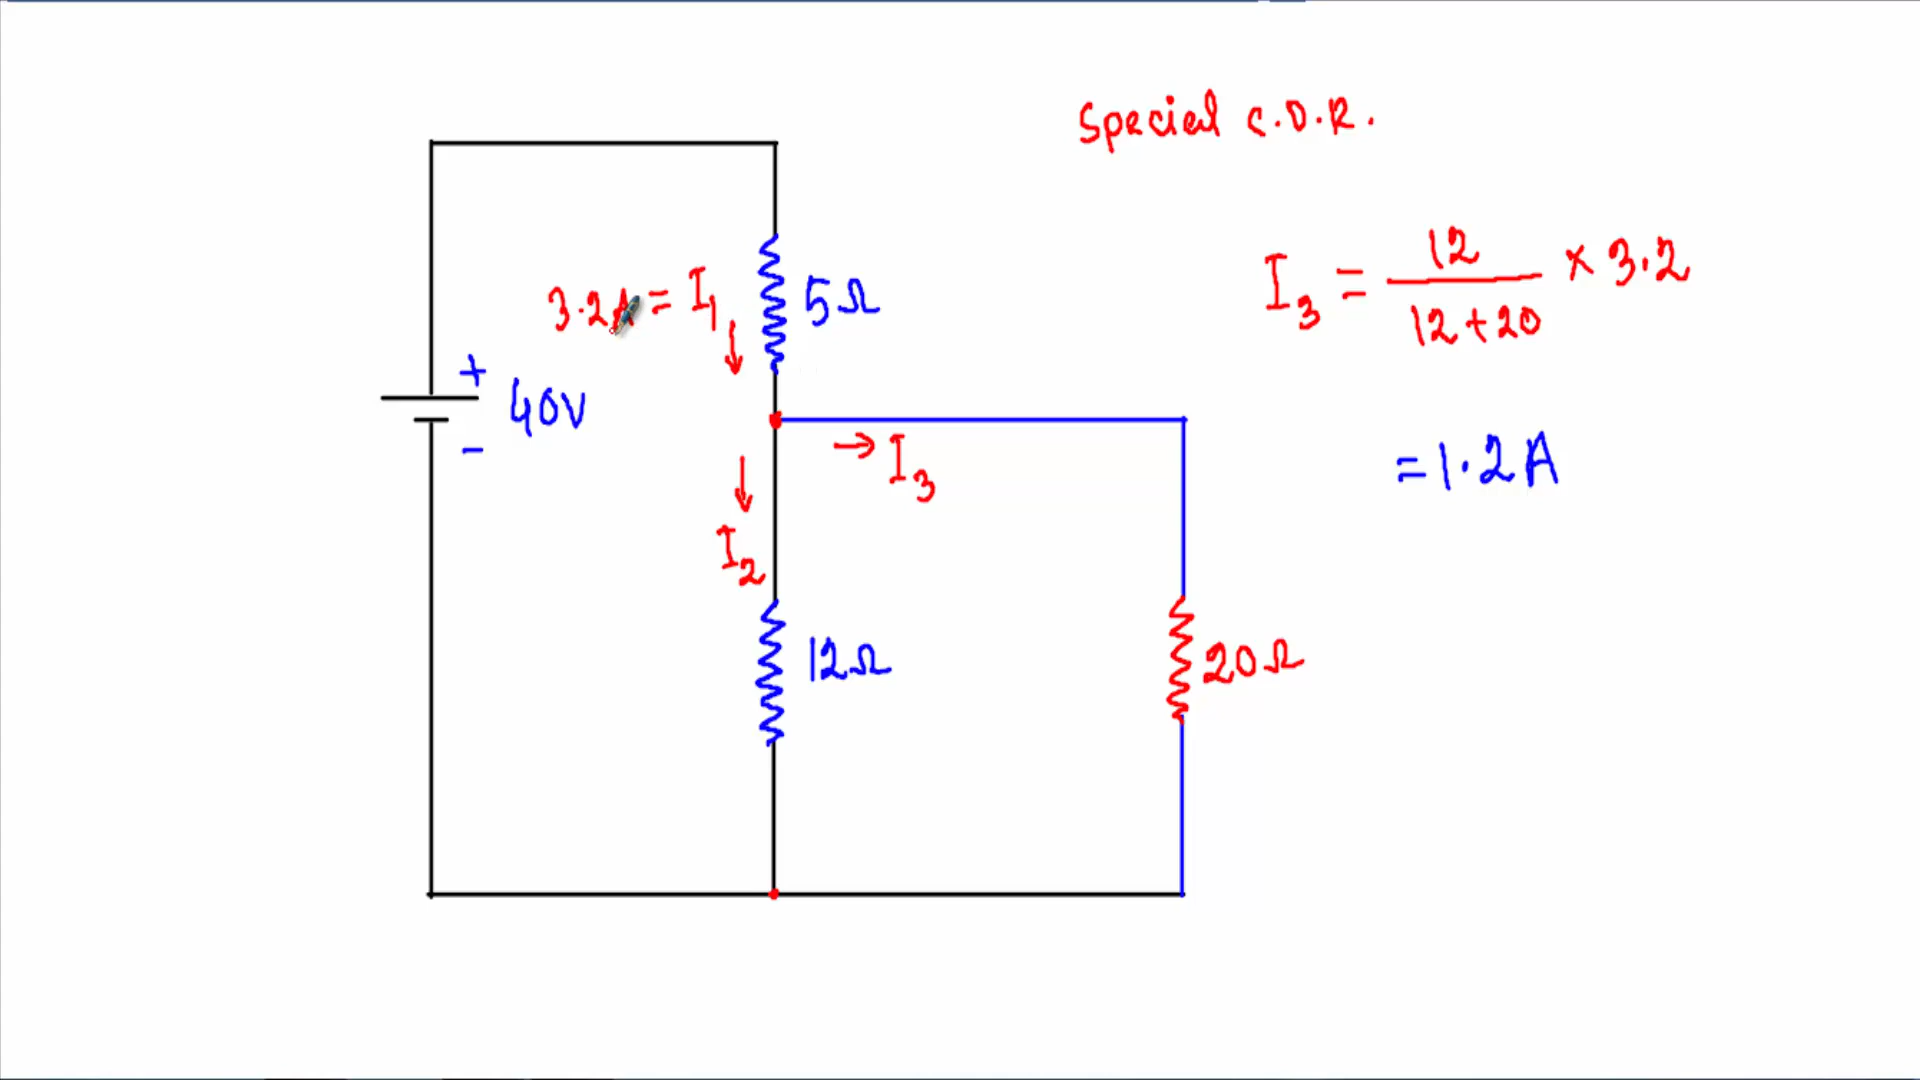 Special C.D.R.
3.2A = I₁
5Ω
I₃ = 12/(12+20) × 3.2
+
40V
-
→ I₃
= 1.2A
I₂
12Ω
20Ω